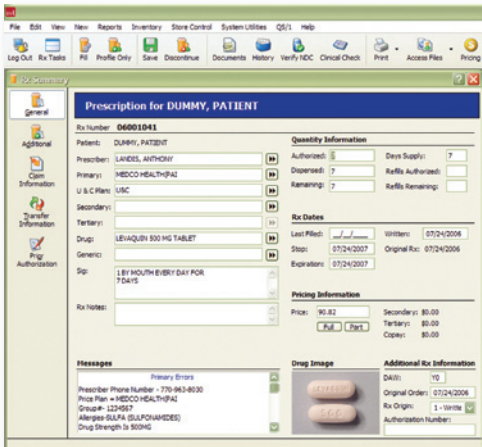 File Edit View New Reports Inventory Store Control System Utilities QS/1 Help
Log Out Rx Tasks Fill Profile Only Save Discontinue Documents History Verify NDC Clinical Check Print Access Files Pricing
Rx Summary
General
Additional
Claim Information
Transfer Information
Prior Authorization
Prescription for DUMMY, PATIENT
Rx Number 06001041
Patient: DUMMY, PATIENT
Prescriber: LANDES, ANTHONY
Primary: MEDCO HEALTH(PAI
U & C Plan: U&C
Secondary:
Tertiary:
Drug: LEVAQUIN 500 MG TABLET
Generic:
Sig: 1 BY MOUTH EVERY DAY FOR
7 DAYS
Rx Notes:
Quantity Information
Authorized: Days Supply: 7
Dispensed: 7 Refills Authorized:
Remaining: 7 Refills Remaining:
Rx Dates
Last Filled: __/__/__ Written: 07/24/2006
Stop: 07/24/2007 Original Rx: 07/24/2006
Expiration: 07/24/2007
Pricing Information
Price: 90.82 Secondary: $0.00
Full Part Tertiary: $0.00
Copay: $0.00
Messages
Primary Errors
Prescriber Phone Number - 770-963-8030
Price Plan = MEDCO HEALTH(PAI
Group#- 1234567
Allergies-SULFA (SULFONAMIDES)
Drug Strength Is 500MG
Drug Image
500
Additional Rx Information
DAW: Y0
Original Order: 07/24/2006
Rx Origin: 1 - Writte
Authorization Number: